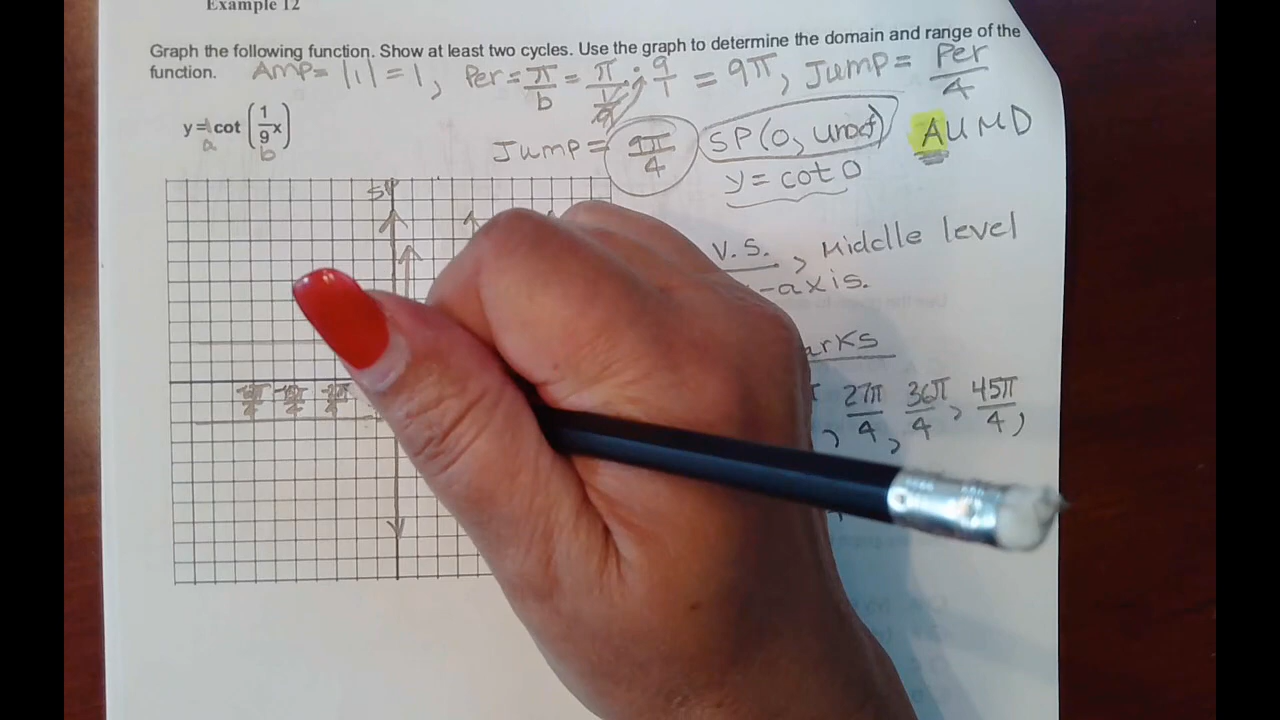 Example 12
Graph the following function. Show at least two cycles. Use the graph to determine the domain and range of the
function. AMP= |1| = 1, Per = π/b = π/(1/9) · 9/1 = 9π, Jump = Per/4
y = cot (1/9 x)
a b
Jump = 9π/4 SP(0, undf) AUMD
y = cot 0
5
V.S., Middle level
-axis.
arks
27π/4, 36π/4, 45π/4,